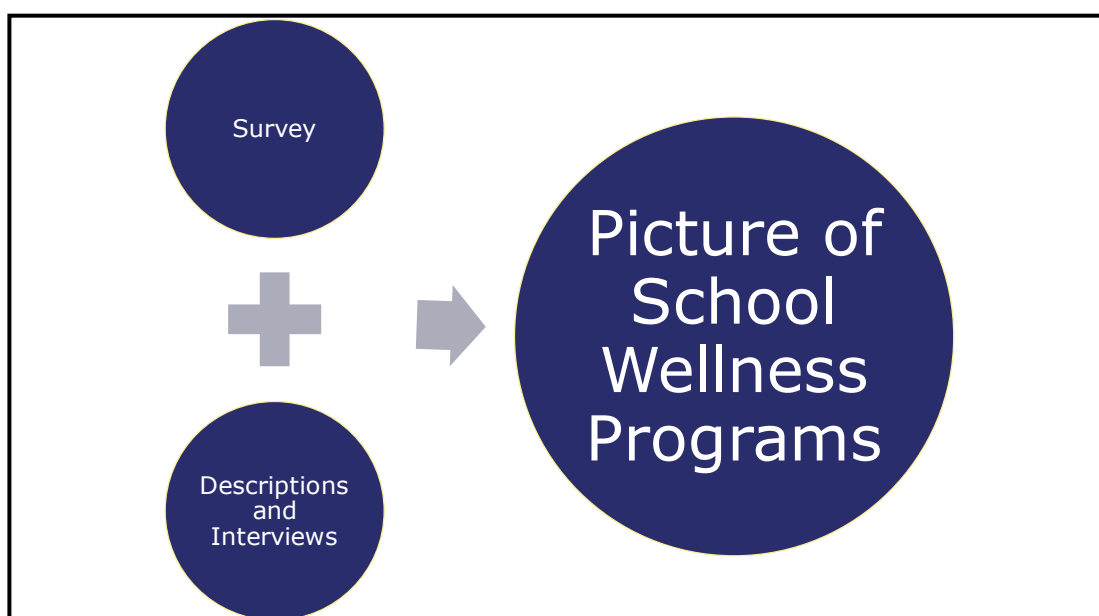 Survey
Descriptions
and
Interviews
Picture of
School
Wellness
Programs